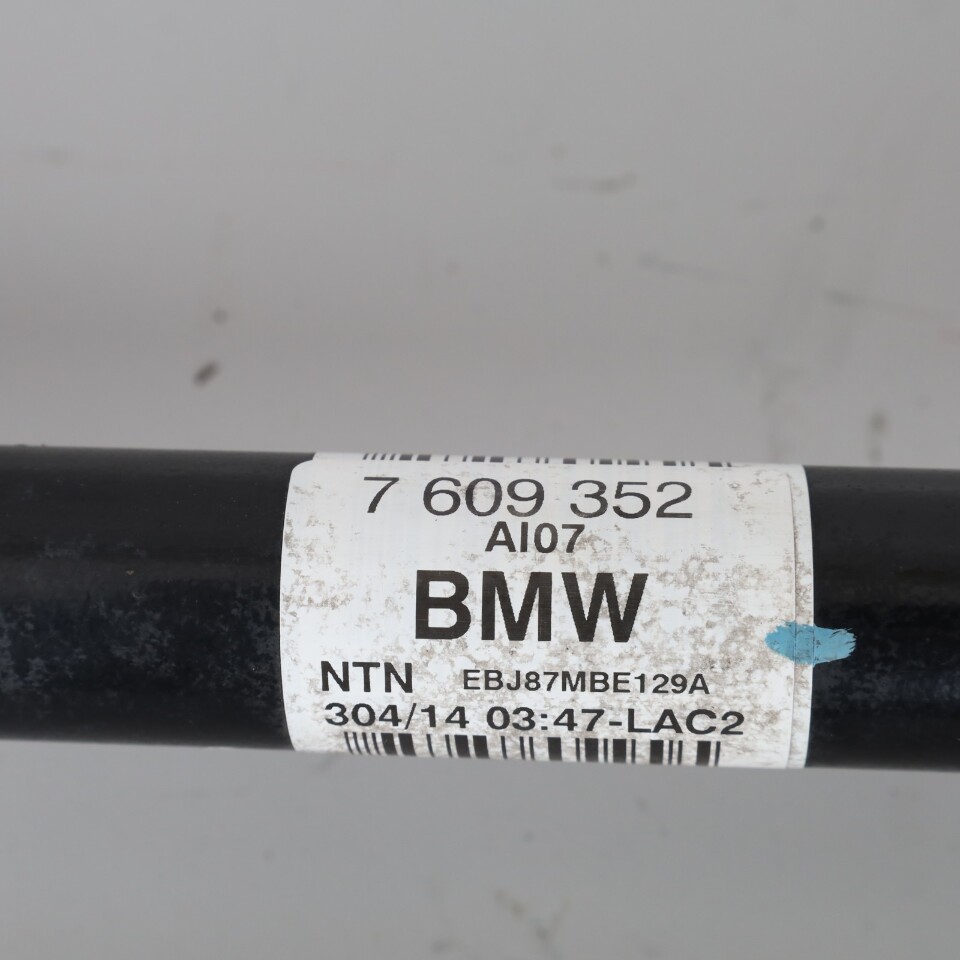 7 609 352
AI07
BMW
NTN EBJ87MBE129A
304/14 03:47-LAC2